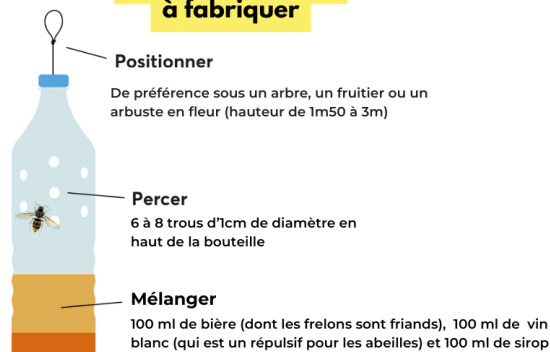 à fabriquer
Positionner
De préférence sous un arbre, un fruitier ou un
arbuste en fleur (hauteur de 1m50 à 3m)
Percer
6 à 8 trous d'1cm de diamètre en
haut de la bouteille
Mélanger
100 ml de bière (dont les frelons sont friands), 100 ml de vin
blanc (qui est un répulsif pour les abeilles) et 100 ml de sirop